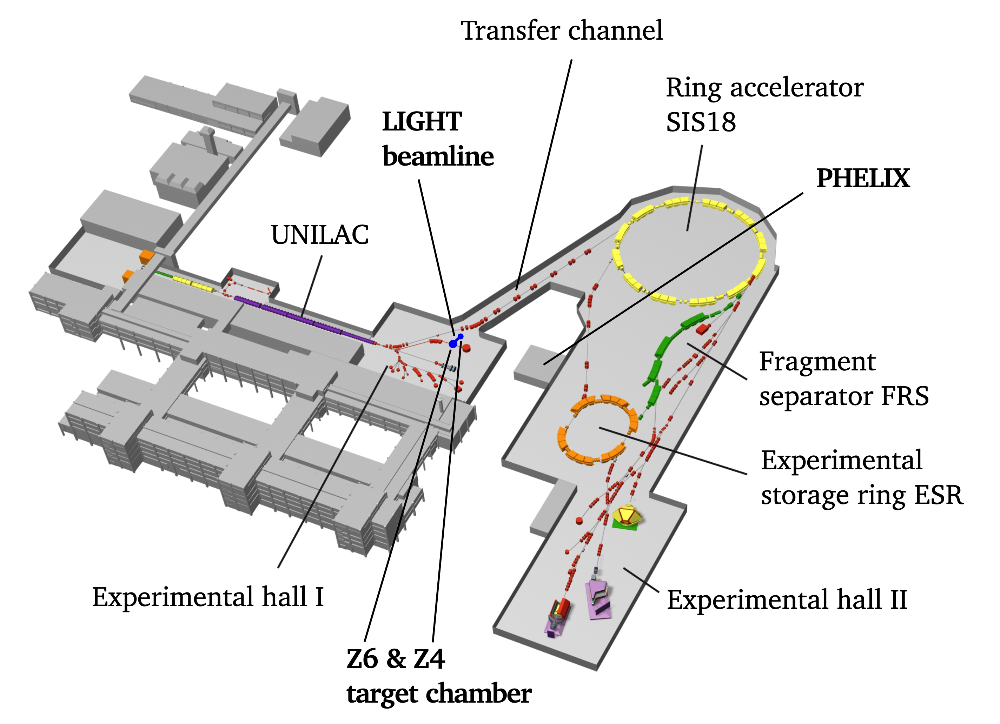 Transfer channel
Ring accelerator
SIS18
LIGHT
beamline
PHELIX
UNILAC
Fragment
separator FRS
Experimental
storage ring ESR
Experimental hall I
Experimental hall II
Z6 & Z4
target chamber